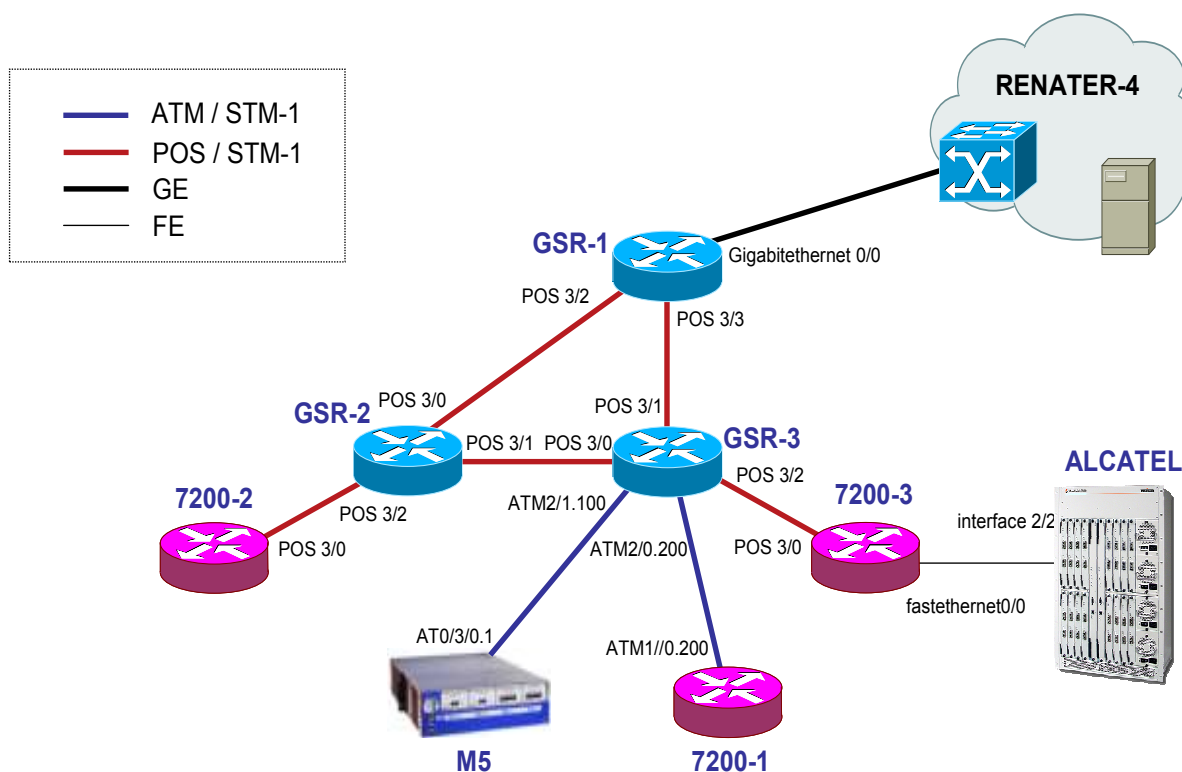 RENATER-4
ATM / STM-1
POS / STM-1
GE
FE
GSR-1
Gigabitethernet 0/0
POS 3/2
POS 3/3
POS 3/0
POS 3/1
GSR-2
GSR-3
POS 3/1
POS 3/0
POS 3/2
ALCATEL
7200-2
7200-3
POS 3/2
ATM2/1.100
interface 2/2
POS 3/0
ATM2/0.200
POS 3/0
fastethernet0/0
AT0/3/0.1
ATM1//0.200
M5
7200-1